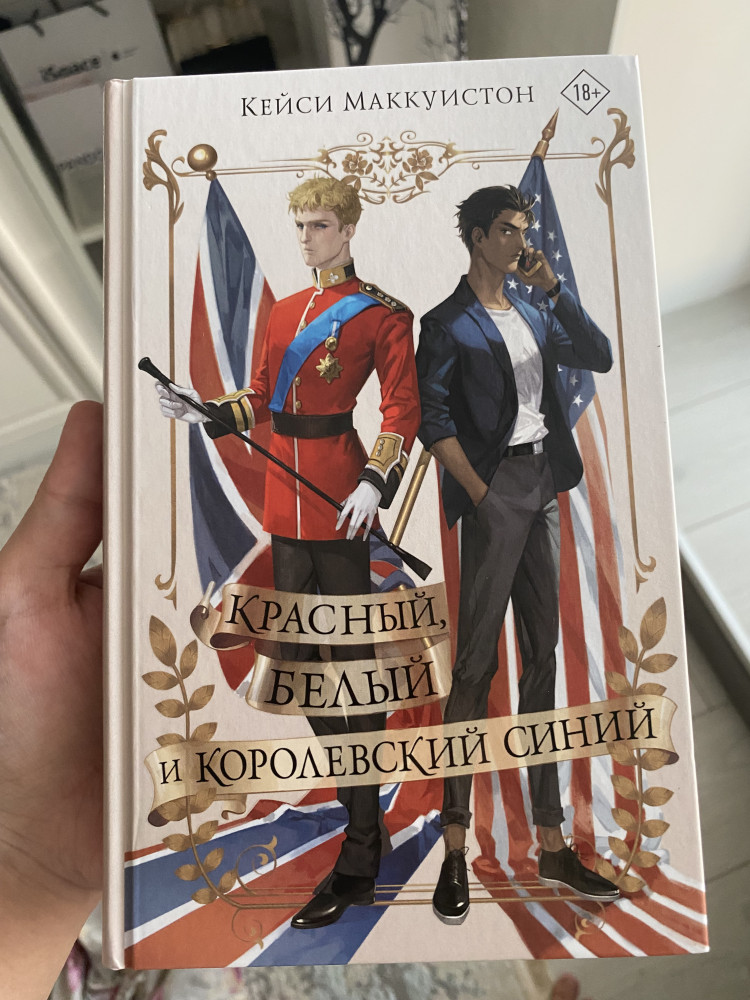 Кейси Маккуистон
18+
Красный,
белый
и королевский синий